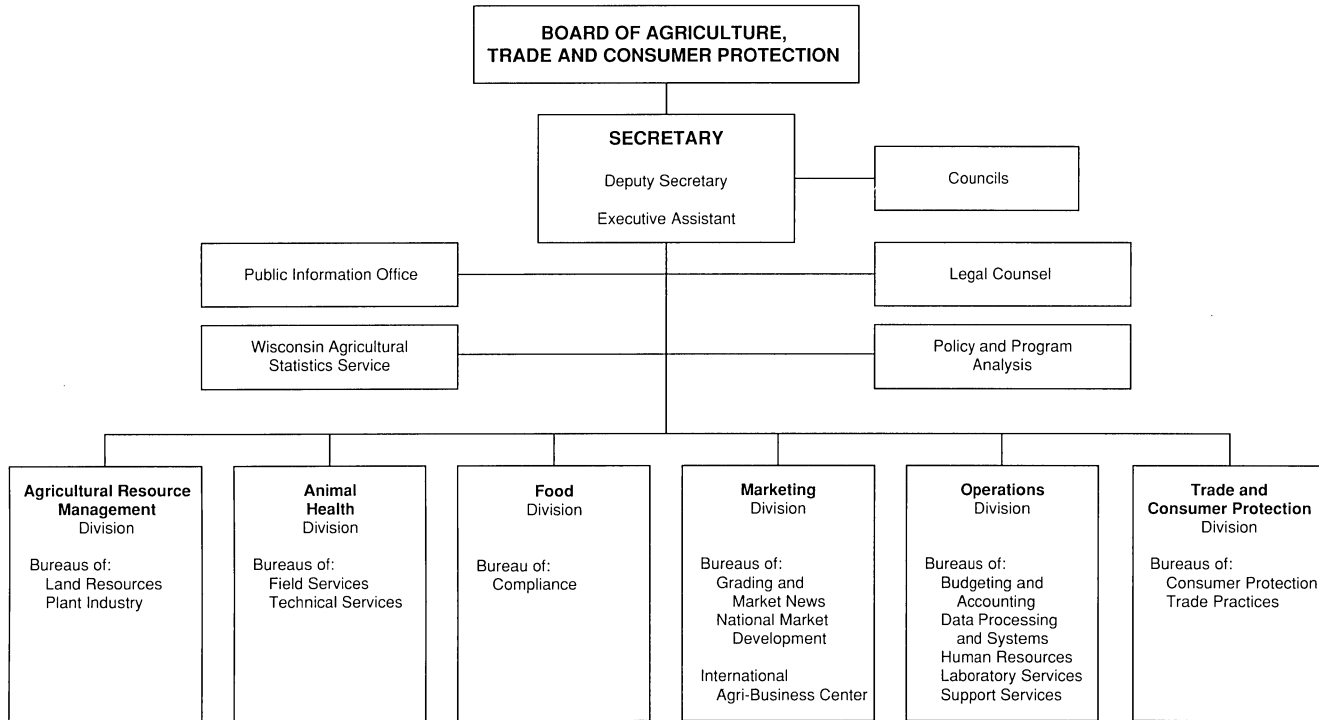 BOARD OF AGRICULTURE,
TRADE AND CONSUMER PROTECTION
SECRETARY
Deputy Secretary
Executive Assistant
Councils
Public Information Office
Legal Counsel
Wisconsin Agricultural
Statistics Service
Policy and Program
Analysis
Agricultural Resource
Management
Division
Bureaus of:
Land Resources
Plant Industry
Animal
Health
Division
Bureaus of:
Field Services
Technical Services
Food
Division
Bureau of:
Compliance
Marketing
Division
Bureaus of:
Grading and
Market News
National Market
Development
International
Agri-Business Center
Operations
Division
Bureaus of:
Budgeting and
Accounting
Data Processing
and Systems
Human Resources
Laboratory Services
Support Services
Trade and
Consumer Protection
Division
Bureaus of:
Consumer Protection
Trade Practices